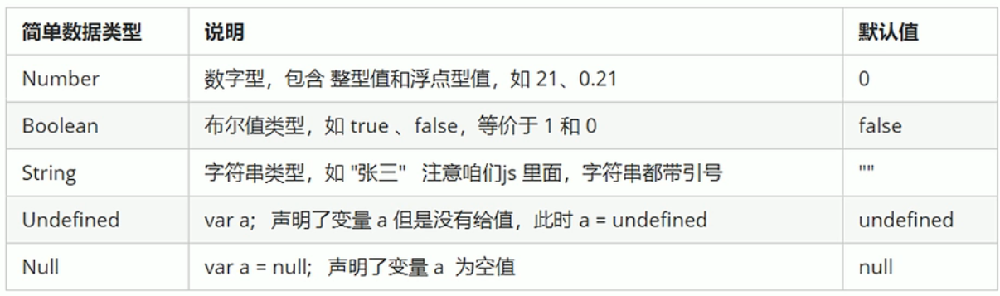 简单数据类型 说明 默认值
Number 数字型，包含 整型值和浮点型值，如 21、0.21 0
Boolean 布尔值类型，如 true 、false，等价于 1 和 0 false
String 字符串类型，如 "张三" 注意咱们js 里面，字符串都带引号 ""
Undefined var a; 声明了变量 a 但是没有给值，此时 a = undefined undefined
Null var a = null; 声明了变量 a 为空值 null